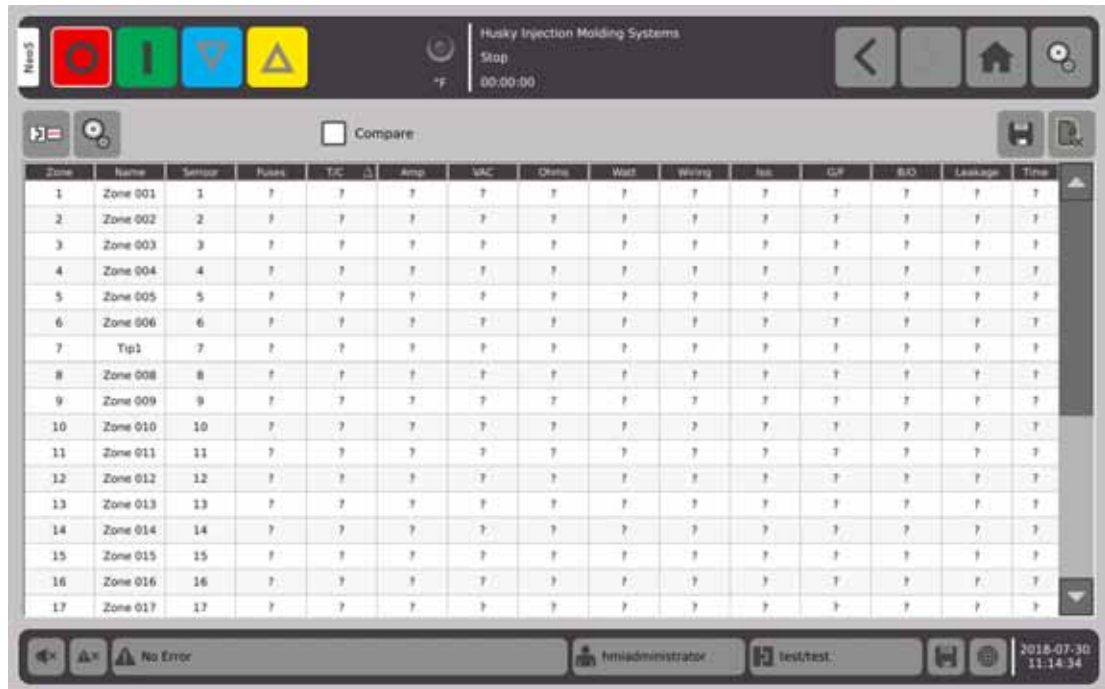 Neo5
Husky Injection Molding Systems
Stop
°F
00:00:00
Compare
Zone Name Sensor Fuses T/C Amp VAC Ohms Watt Wiring Iso. G/F B/O Leakage Time
1 Zone 001 1 ? ? ? ? ? ? ? ? ? ? ? ?
2 Zone 002 2 ? ? ? ? ? ? ? ? ? ? ? ?
3 Zone 003 3 ? ? ? ? ? ? ? ? ? ? ? ?
4 Zone 004 4 ? ? ? ? ? ? ? ? ? ? ? ?
5 Zone 005 5 ? ? ? ? ? ? ? ? ? ? ? ?
6 Zone 006 6 ? ? ? ? ? ? ? ? ? ? ? ?
7 Tip1 7 ? ? ? ? ? ? ? ? ? ? ? ?
8 Zone 008 8 ? ? ? ? ? ? ? ? ? ? ? ?
9 Zone 009 9 ? ? ? ? ? ? ? ? ? ? ? ?
10 Zone 010 10 ? ? ? ? ? ? ? ? ? ? ? ?
11 Zone 011 11 ? ? ? ? ? ? ? ? ? ? ? ?
12 Zone 012 12 ? ? ? ? ? ? ? ? ? ? ? ?
13 Zone 013 13 ? ? ? ? ? ? ? ? ? ? ? ?
14 Zone 014 14 ? ? ? ? ? ? ? ? ? ? ? ?
15 Zone 015 15 ? ? ? ? ? ? ? ? ? ? ? ?
16 Zone 016 16 ? ? ? ? ? ? ? ? ? ? ? ?
17 Zone 017 17 ? ? ? ? ? ? ? ? ? ? ? ?
No Error
hmiadministrator
test/test
2018-07-30
11:14:34